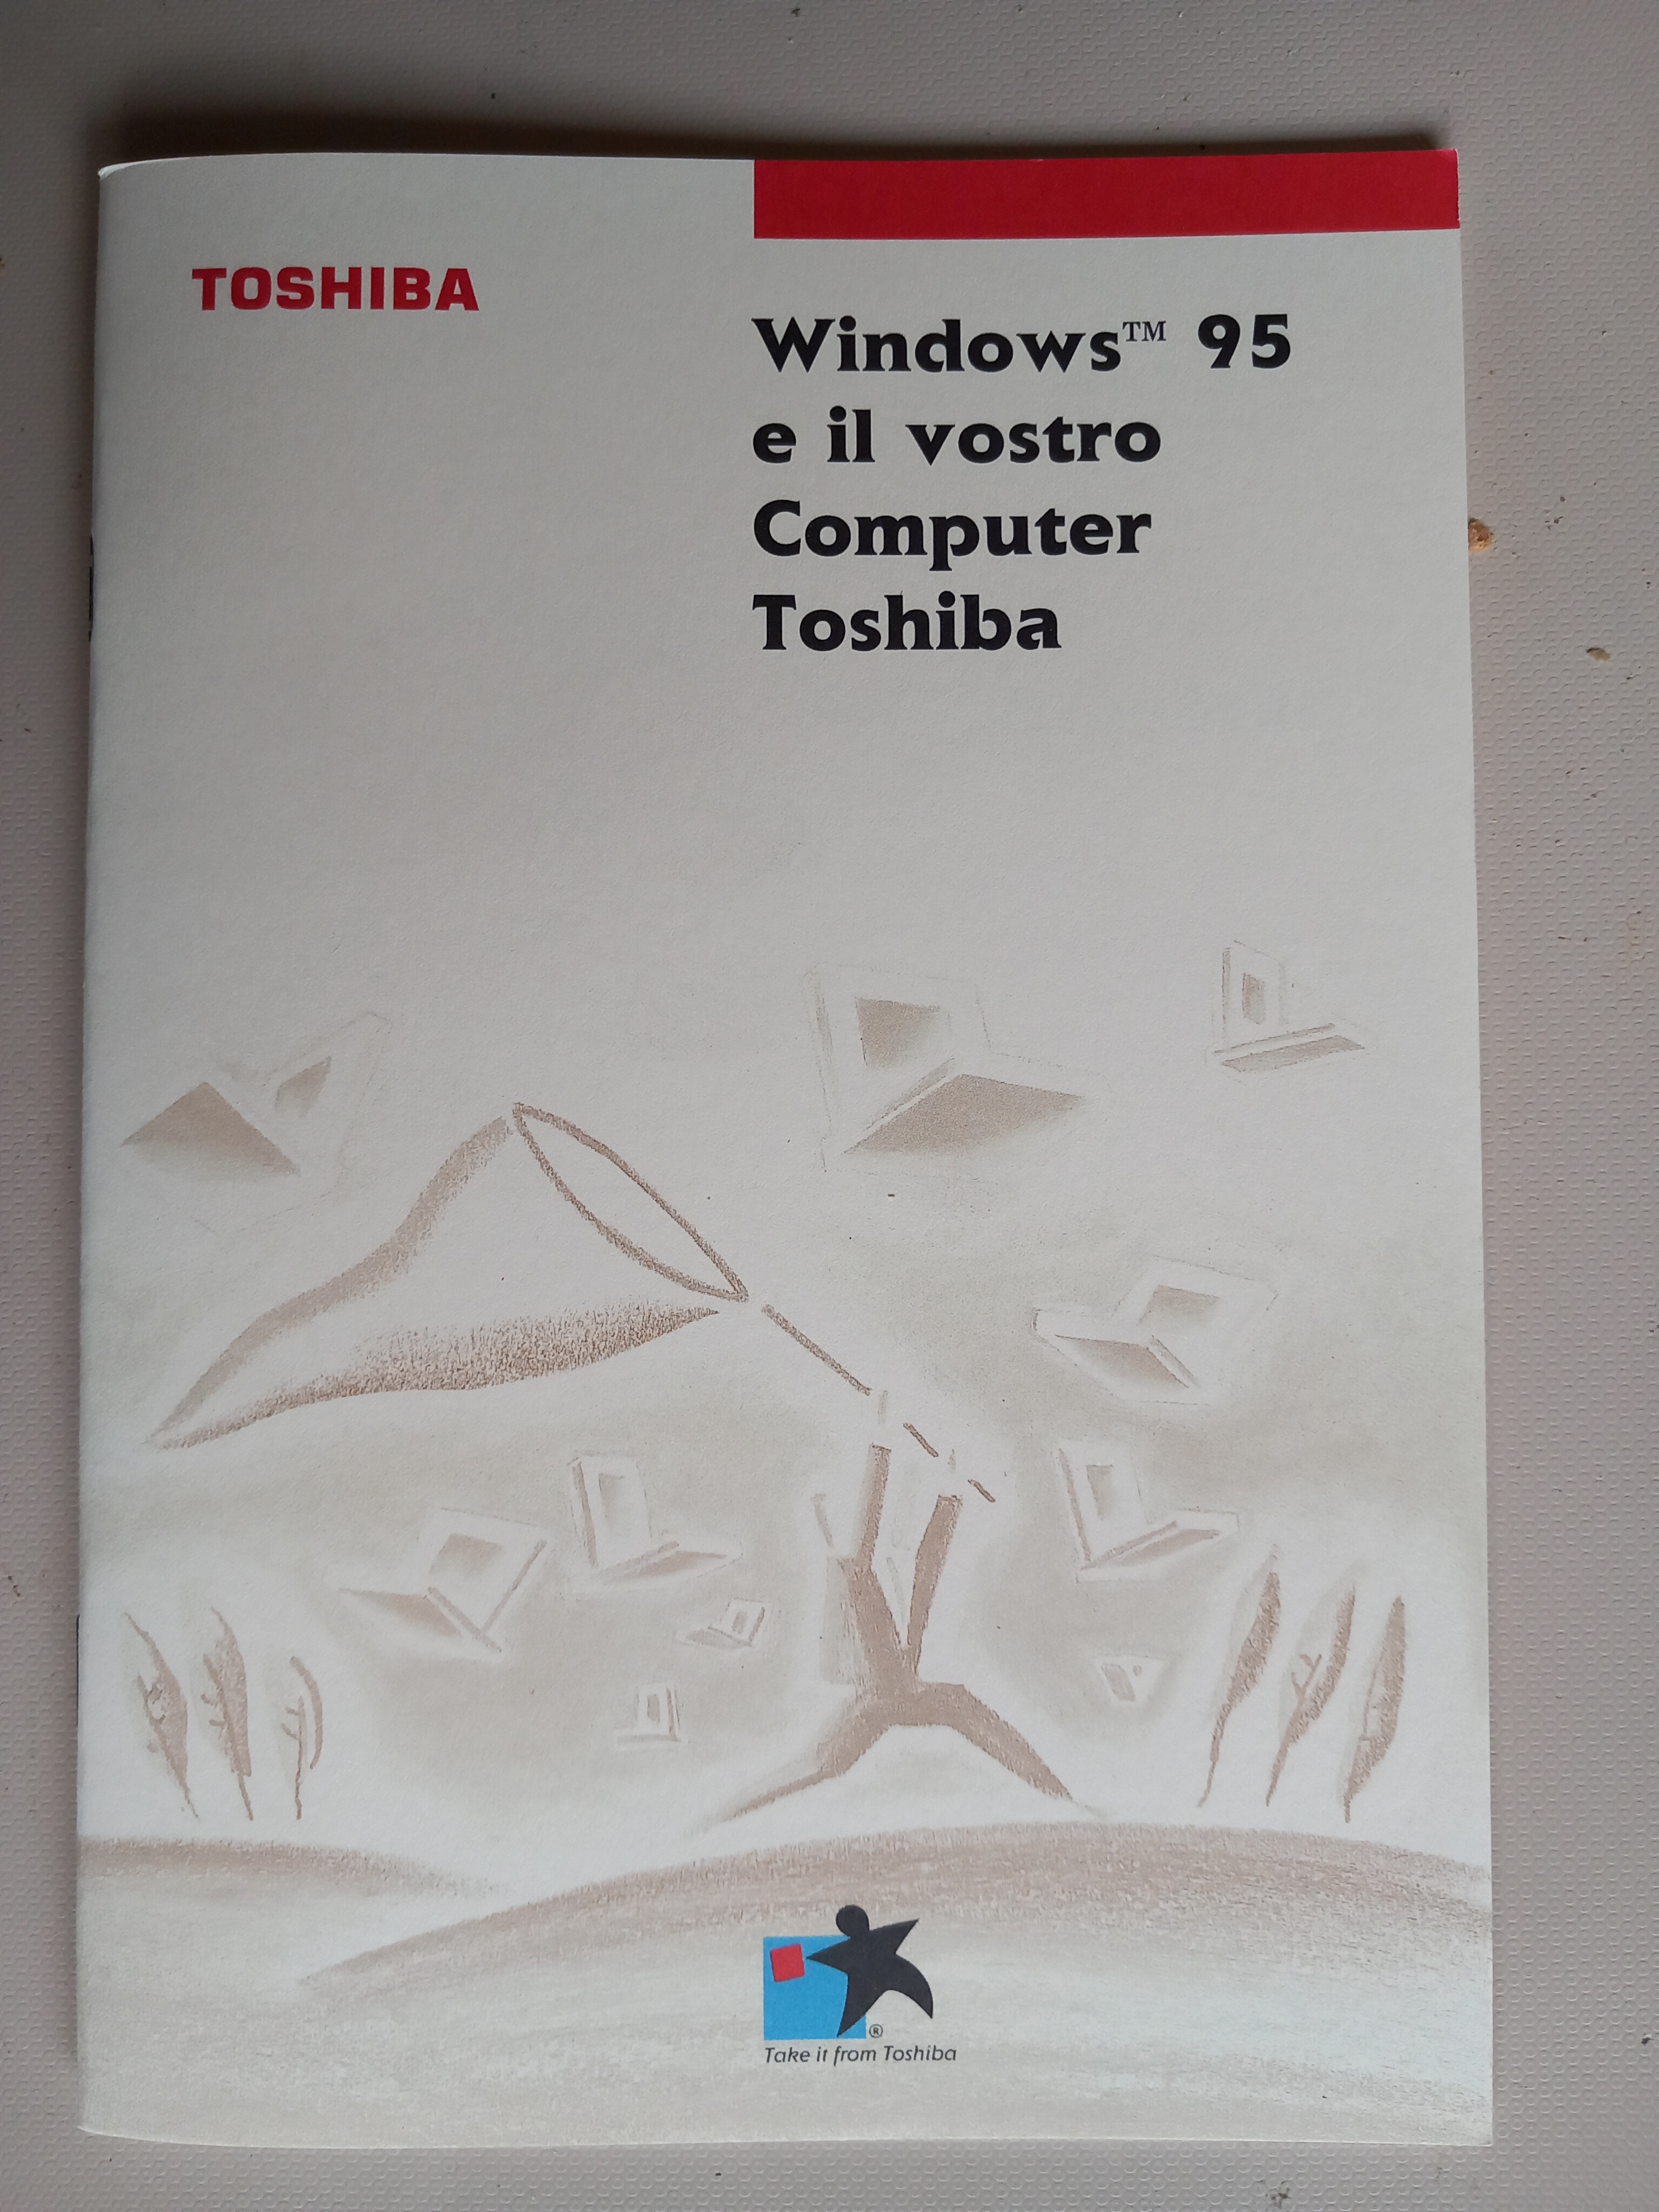 TOSHIBA
Windows™ 95
e il vostro
Computer
Toshiba
®
Take it from Toshiba